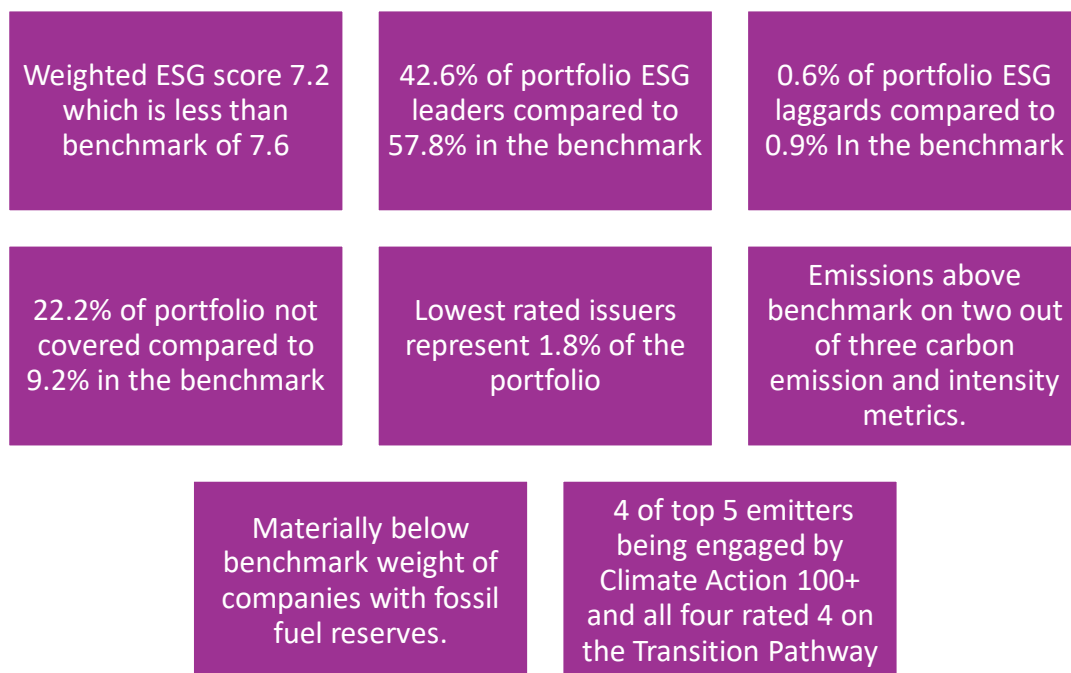 Weighted ESG score 7.2
which is less than
benchmark of 7.6
42.6% of portfolio ESG
leaders compared to
57.8% in the benchmark
0.6% of portfolio ESG
laggards compared to
0.9% In the benchmark
22.2% of portfolio not
covered compared to
9.2% in the benchmark
Lowest rated issuers
represent 1.8% of the
portfolio
Emissions above
benchmark on two out
of three carbon
emission and intensity
metrics.
Materially below
benchmark weight of
companies with fossil
fuel reserves.
4 of top 5 emitters
being engaged by
Climate Action 100+
and all four rated 4 on
the Transition Pathway